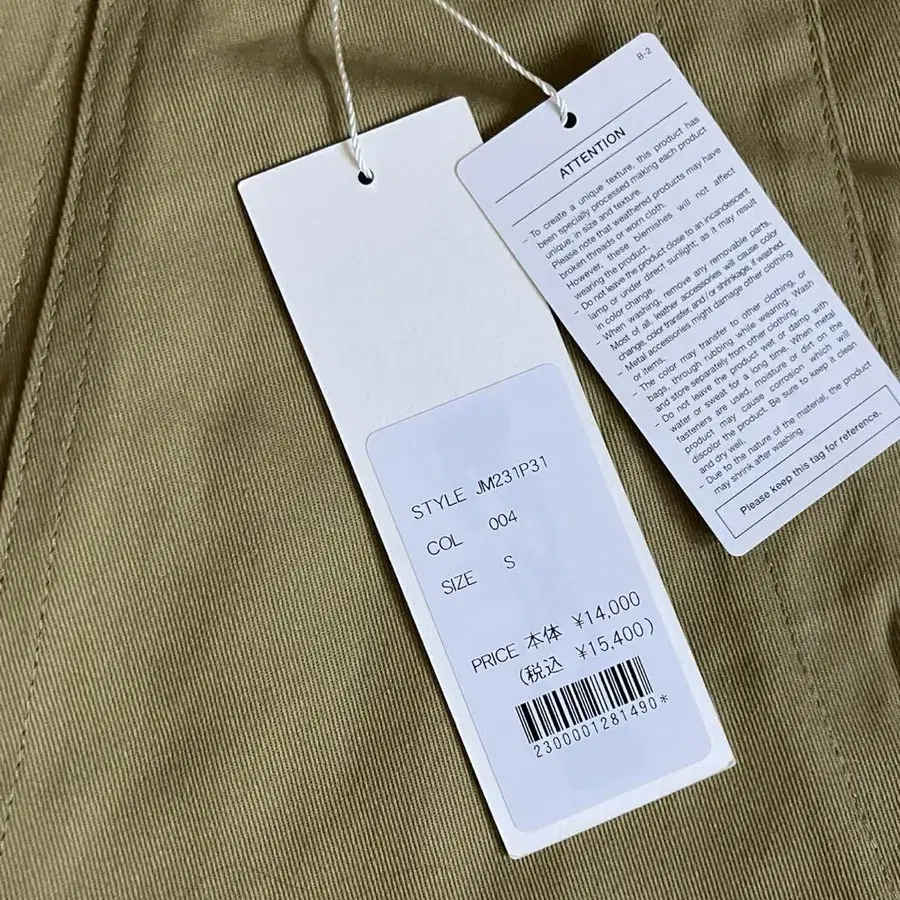 STYLE JM231P31
COL 004
SIZE S
PRICE 本体 ¥14,000
(税込 ¥15,400)
2300001281490*
B-2
ATTENTION
- To create a unique texture, this product has
been specially processed making each product
unique, in size and texture.
Please note that weathered products may have
broken threads or worn cloth.
However, these blemishes will not affect
wearing the product.
- Do not leave the product close to an incandescent
lamp or under direct sunlight, as it may result
in color change.
- When washing, remove any removable parts.
Most of all, leather accessories will cause color
change, color transfer, and / or shrinkage, if washed.
- Metal accessories might damage other clothing
or items.
- The color may transfer to other clothing, or
bags, through rubbing while wearing. Wash
and store separately from other clothing.
- Do not leave the product wet or damp with
water or sweat for a long time. When metal
fasteners are used, moisture or dirt on the
product may cause corrosion which will
discolor the product. Be sure to keep it clean
and dry well.
- Due to the nature of the material, the product
may shrink after washing.
Please keep this tag for reference.